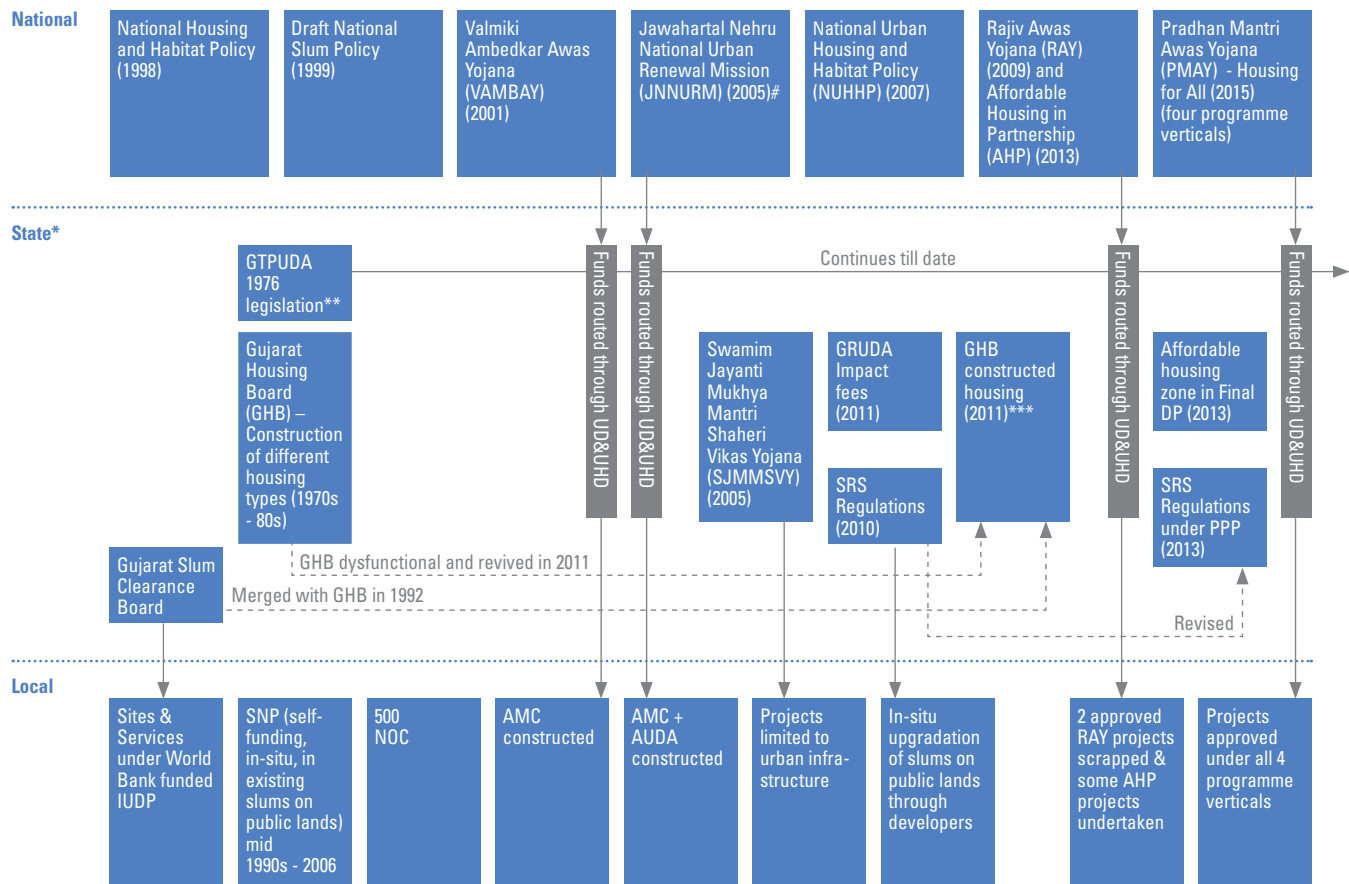 National
National Housing
and Habitat Policy
(1998)
Draft National
Slum Policy
(1999)
Valmiki
Ambedkar Awas
Yojana
(VAMBAY)
(2001)
Jawahartal Nehru
National Urban
Renewal Mission
(JNNURM) (2005)#
National Urban
Housing and
Habitat Policy
(NUHHP) (2007)
Rajiv Awas
Yojana (RAY)
(2009) and
Affordable
Housing in
Partnership
(AHP) (2013)
Pradhan Mantri
Awas Yojana
(PMAY) - Housing
for All (2015)
(four programme
verticals)
State*
GTPUDA
1976
legislation**
Continues till date
Funds routed through UD&UHD
Funds routed through UD&UHD
Funds routed through UD&UHD
Funds routed through UD&UHD
Gujarat
Housing
Board
(GHB) –
Construction
of different
housing
types (1970s
- 80s)
Swamim
Jayanti
Mukhya
Mantri
Shaheri
Vikas Yojana
(SJMMSVY)
(2005)
GRUDA
Impact
fees
(2011)
GHB
constructed
housing
(2011)***
Affordable
housing
zone in Final
DP (2013)
SRS
Regulations
(2010)
SRS
Regulations
under PPP
(2013)
Gujarat Slum
Clearance
Board
GHB dysfunctional and revived in 2011
Merged with GHB in 1992
Revised
Local
Sites &
Services
under World
Bank funded
IUDP
SNP (self-
funding,
in-situ, in
existing
slums on
public lands)
mid
1990s - 2006
500
NOC
AMC
constructed
AMC +
AUDA
constructed
Projects
limited to
urban infra-
structure
In-situ
upgradation
of slums on
public lands
through
developers
2 approved
RAY projects
scrapped &
some AHP
projects
undertaken
Projects
approved
under all 4
programme
verticals